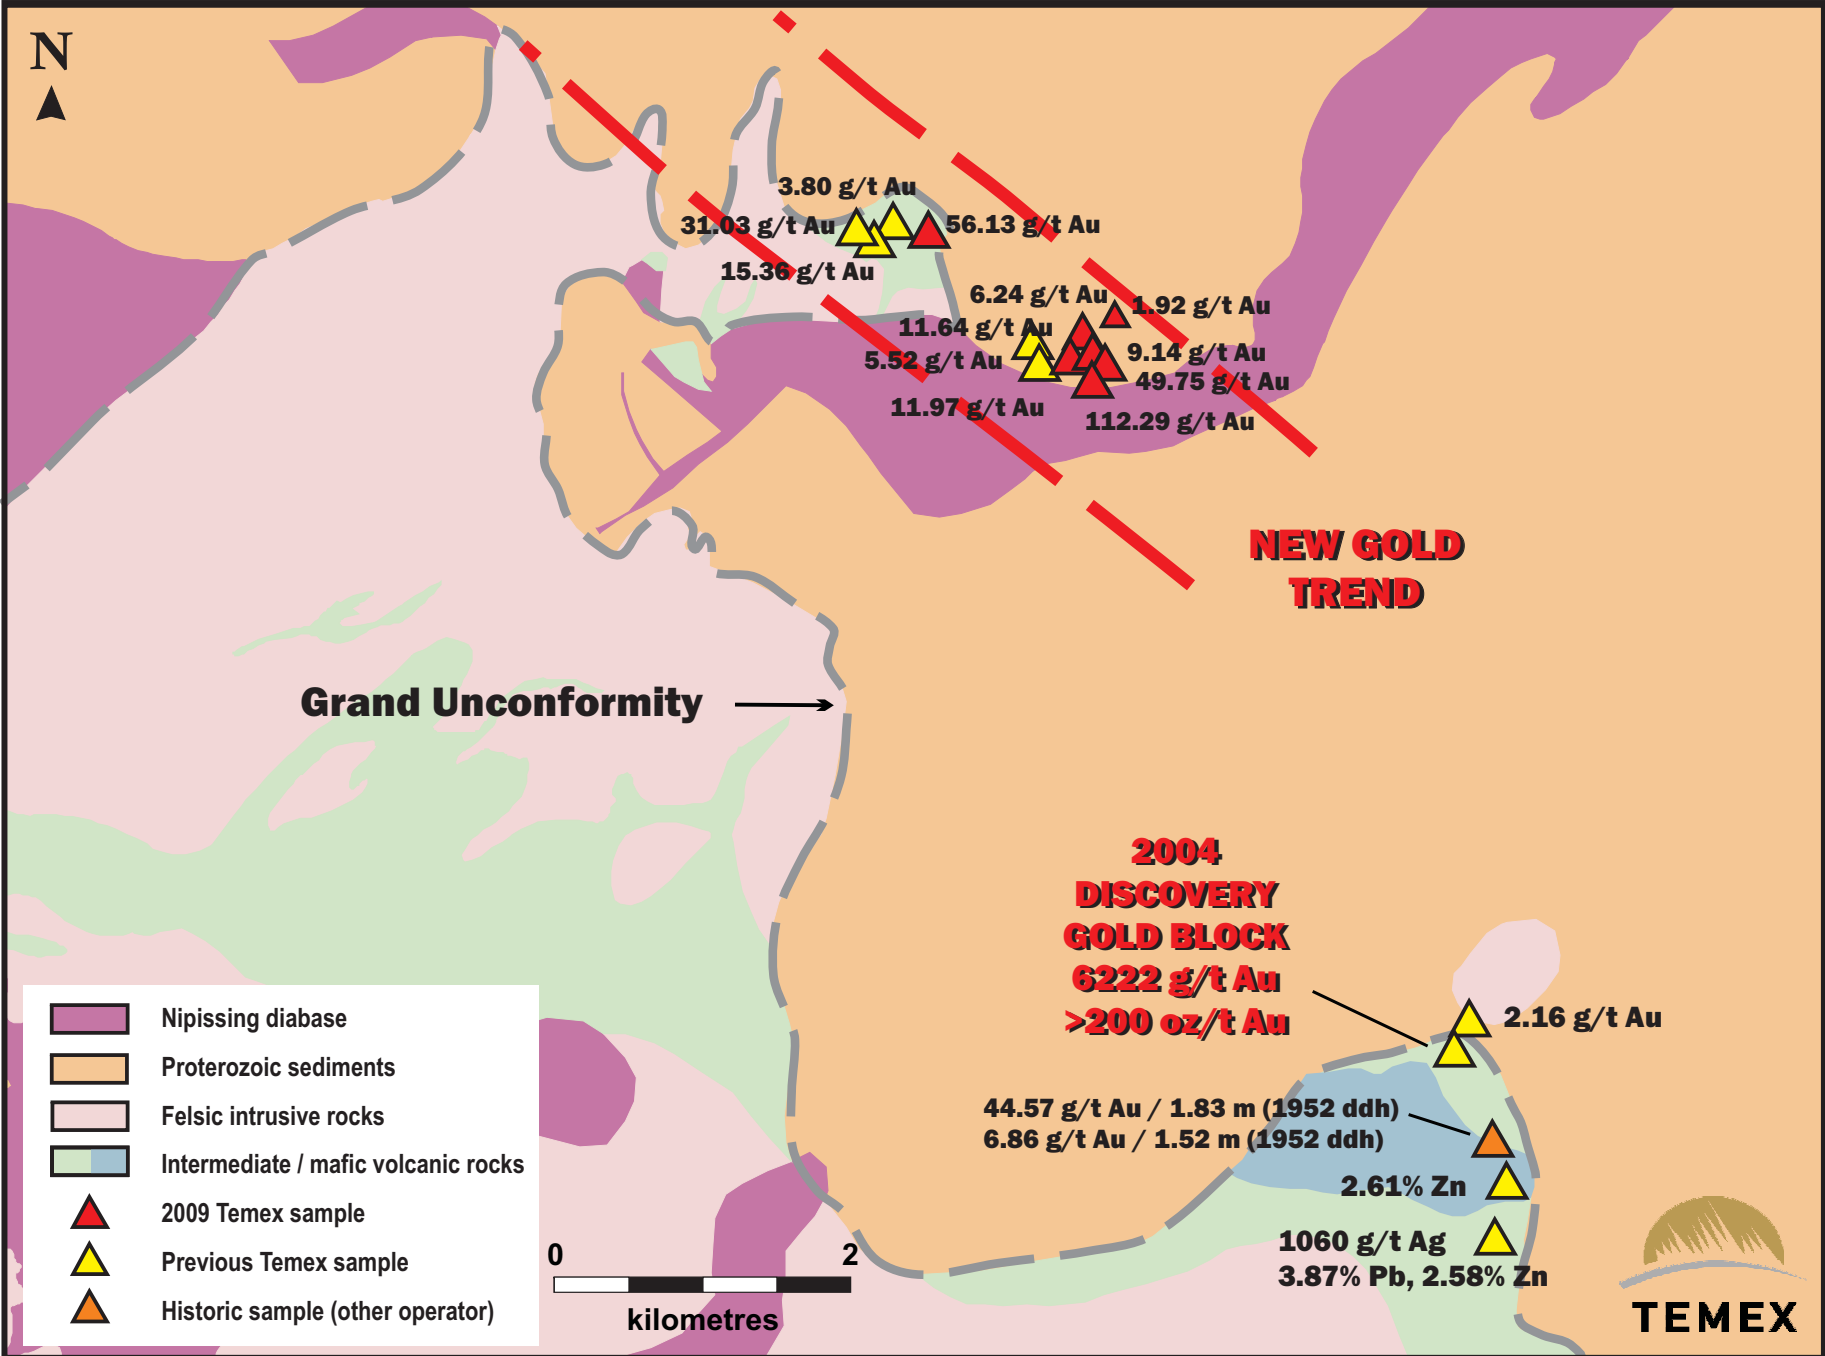 N
3.80 g/t Au
31.03 g/t Au
56.13 g/t Au
15.36 g/t Au
6.24 g/t Au
1.92 g/t Au
11.64 g/t Au
9.14 g/t Au
5.52 g/t Au
49.75 g/t Au
11.97 g/t Au
112.29 g/t Au
NEW GOLD
TREND
Grand Unconformity
2004
DISCOVERY
GOLD BLOCK
6222 g/t Au
>200 oz/t Au
2.16 g/t Au
44.57 g/t Au / 1.83 m (1952 ddh)
6.86 g/t Au / 1.52 m (1952 ddh)
2.61% Zn
1060 g/t Ag
3.87% Pb, 2.58% Zn
Nipissing diabase
Proterozoic sediments
Felsic intrusive rocks
Intermediate / mafic volcanic rocks
2009 Temex sample
Previous Temex sample
Historic sample (other operator)
0 2
kilometres
TEMEX